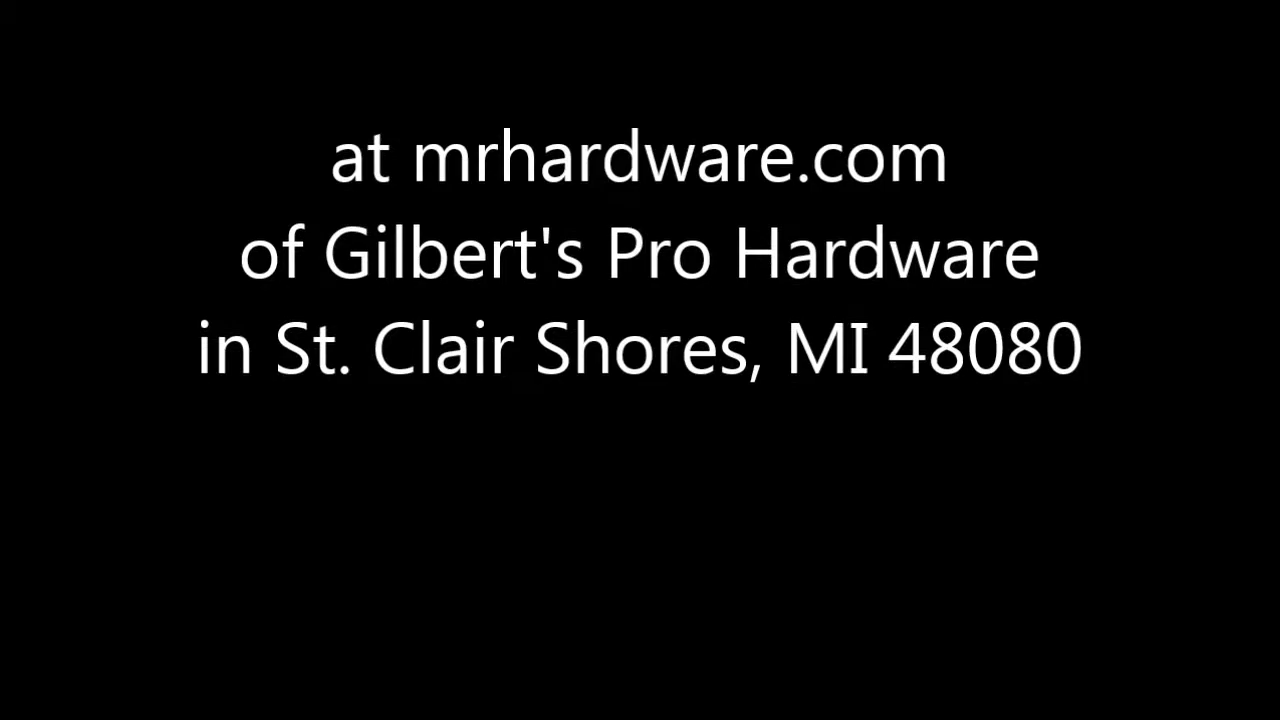 at mrhardware.com
of Gilbert's Pro Hardware
in St. Clair Shores, MI 48080